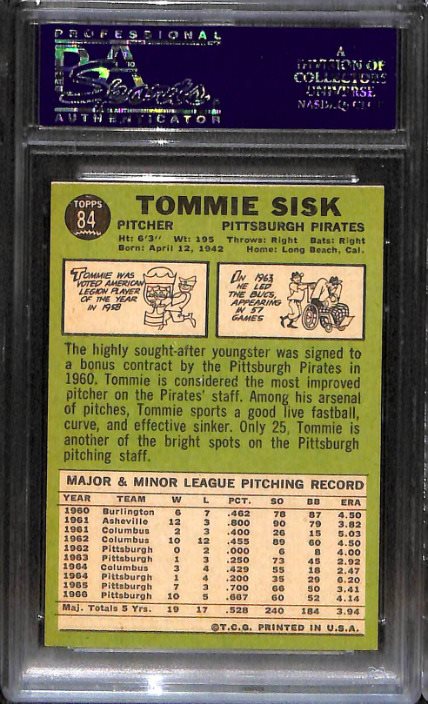 PROFESSIONAL
PSA
AUTHENTICATOR
A
DIVISION OF
COLLECTORS
UNIVERSE
TOPPS
84
TOMMIE SISK
PITCHER PITTSBURGH PIRATES
Ht: 6'3" Wt: 195 Throws: Right Bats: Right
Born: April 12, 1942 Home: Long Beach, Cal.
TOMMIE WAS
VOTED AMERICAN
LEGION PLAYER
OF THE YEAR
IN 1958
IN 1963
HE LED
THE BUCS,
APPEARING
IN 57
GAMES
The highly sought-after youngster was signed to
a bonus contract by the Pittsburgh Pirates in
1960. Tommie is considered the most improved
pitcher on the Pirates' staff. Among his arsenal
of pitches, Tommie sports a good live fastball,
curve, and effective sinker. Only 25, Tommie is
another of the bright spots on the Pittsburgh
pitching staff.
MAJOR & MINOR LEAGUE PITCHING RECORD
YEAR TEAM W L PCT. SO BB ERA
1960 Burlington 6 7 .462 78 87 4.50
1961 Asheville 12 3 .800 90 79 3.82
1961 Columbus 2 3 .400 26 15 5.03
1962 Columbus 10 12 .455 89 60 4.50
1962 Pittsburgh 0 2 .000 6 8 4.00
1963 Pittsburgh 1 3 .250 73 45 2.92
1964 Columbus 3 4 .429 55 18 2.47
1964 Pittsburgh 1 4 .200 35 29 6.20
1965 Pittsburgh 7 3 .700 66 50 3.41
1966 Pittsburgh 10 5 .667 60 52 4.14
Maj. Totals 5 Yrs. 19 17 .528 240 184 3.94
©T.C.G. PRINTED IN U.S.A.